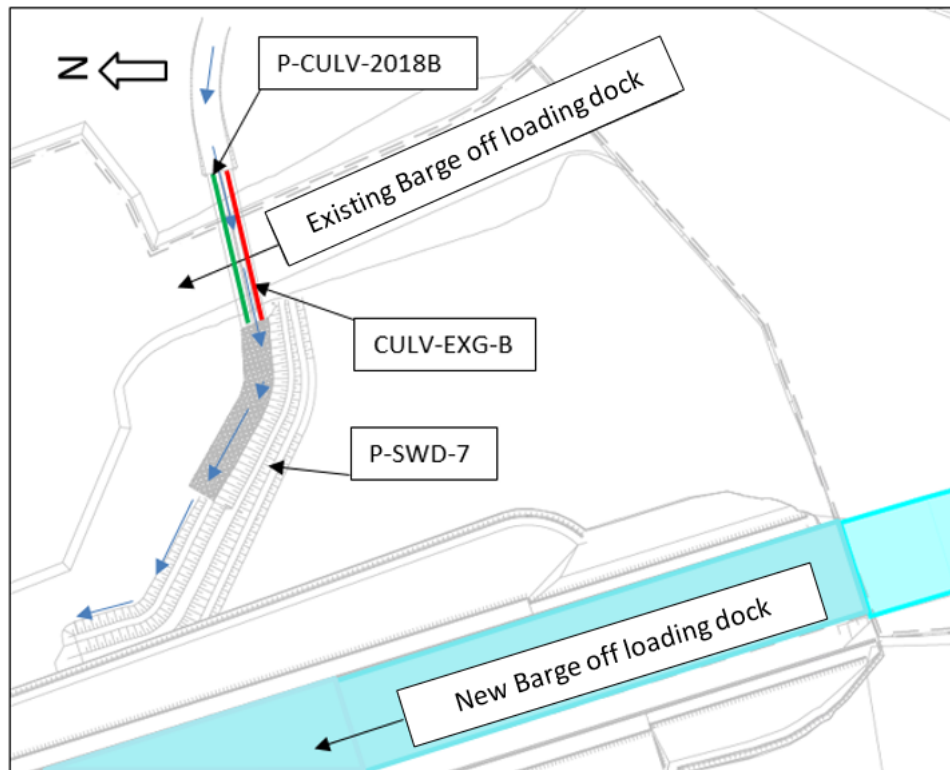 P-CULV-2018B
N
Existing Barge off loading dock
CULV-EXG-B
P-SWD-7
New Barge off loading dock